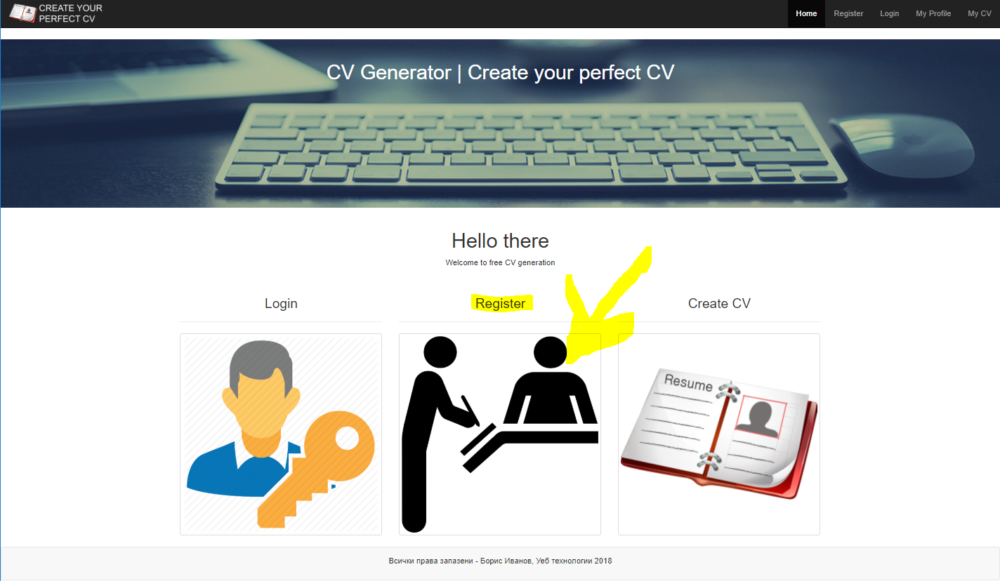 CREATE YOUR
PERFECT CV
Home Register Login My Profile My CV
CV Generator | Create your perfect CV
Hello there
Welcome to free CV generation
Login Register Create CV
Resume
Всички права запазени - Борис Иванов, Уеб технологии 2018